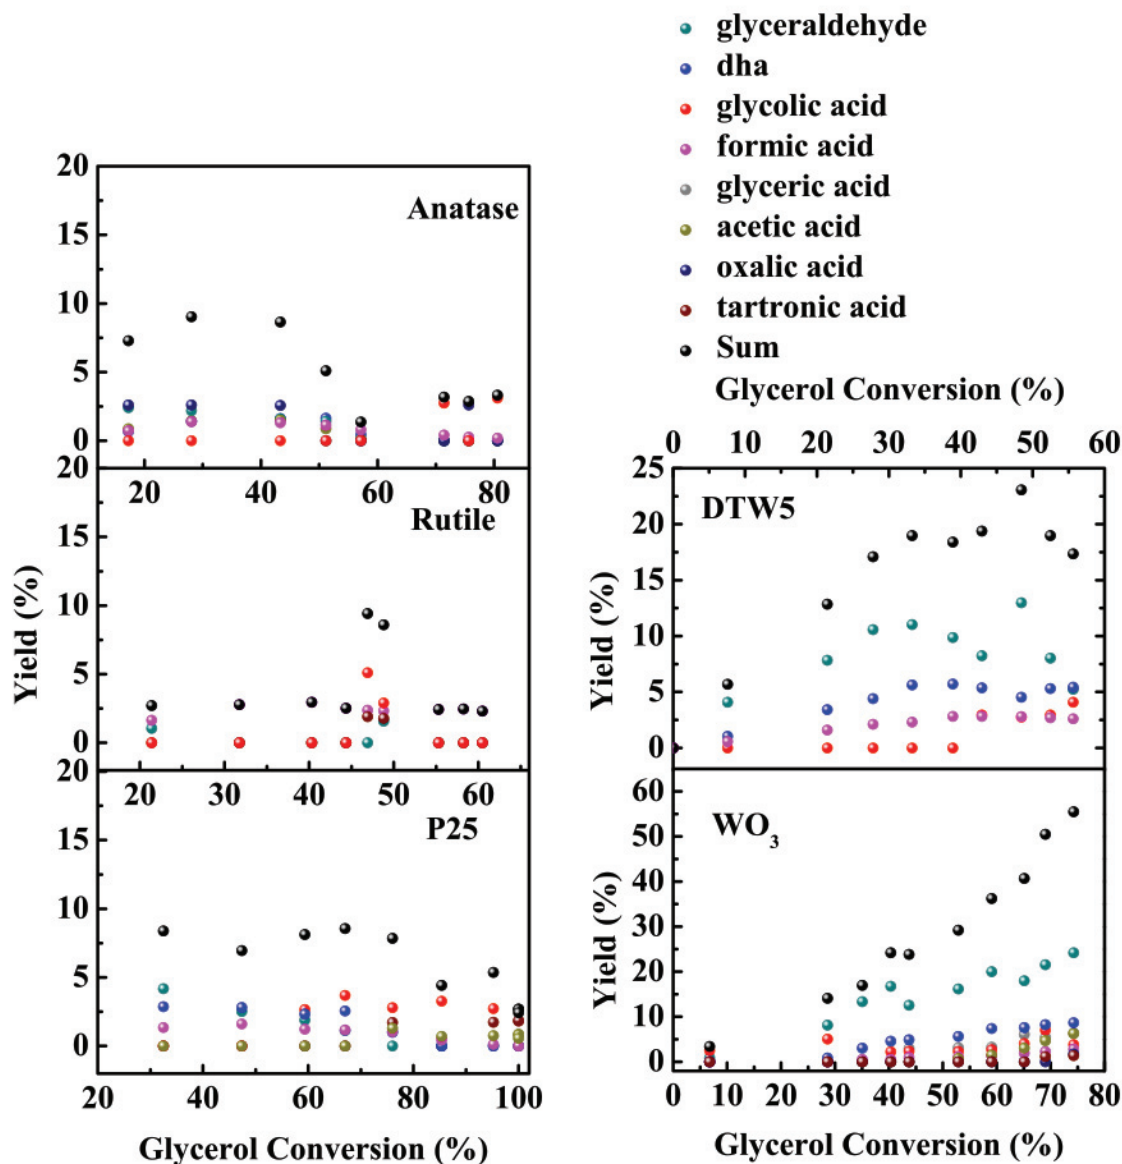 glyceraldehyde
dha
glycolic acid
formic acid
glyceric acid
acetic acid
oxalic acid
tartronic acid
Sum
Yield (%)
20
15
10
5
0
Anatase
20 40 60 80
20
15
10
5
0
Rutile
20 30 40 50 60
20
15
10
5
0
P25
20 40 60 80 100
Glycerol Conversion (%)
Glycerol Conversion (%)
0 10 20 30 40 50 60
Yield (%)
25
20
15
10
5
0
DTW5
Yield (%)
60
50
40
30
20
10
0
WO₃
0 10 20 30 40 50 60 70 80
Glycerol Conversion (%)